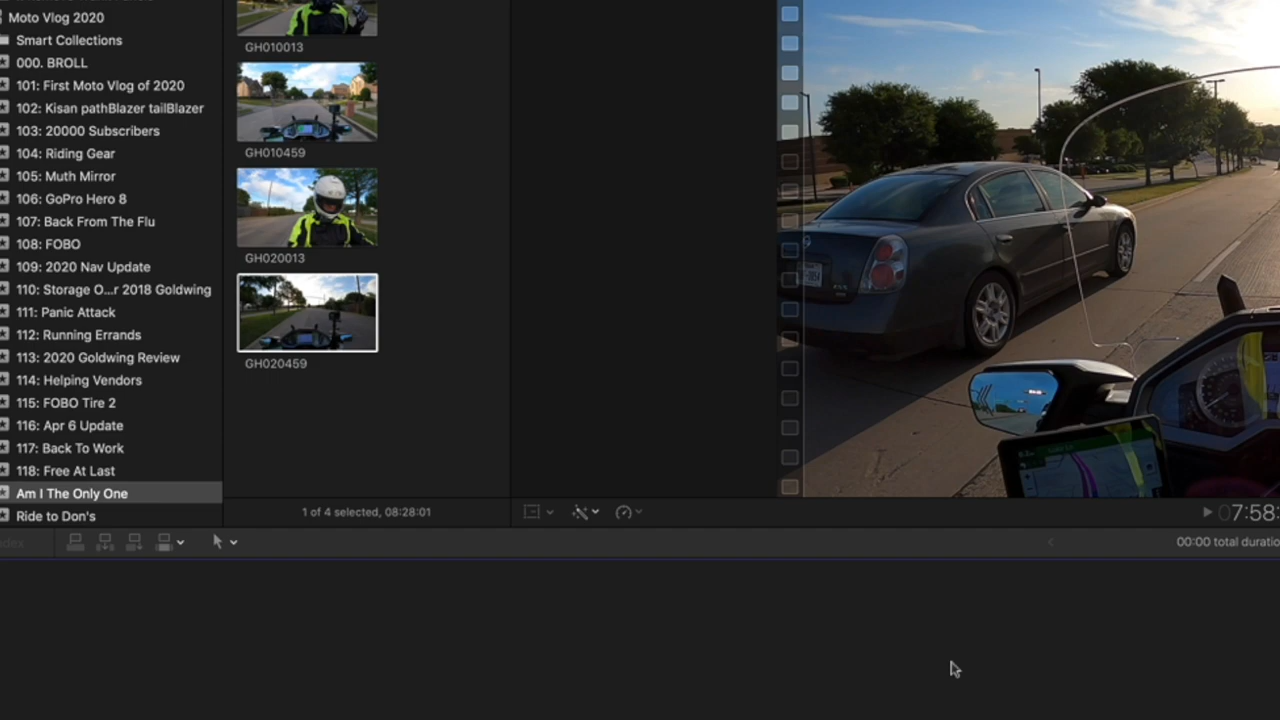 Moto Vlog 2020
Smart Collections
000. BROLL
101: First Moto Vlog of 2020
102: Kisan pathBlazer tailBlazer
103: 20000 Subscribers
104: Riding Gear
105: Muth Mirror
106: GoPro Hero 8
107: Back From The Flu
108: FOBO
109: 2020 Nav Update
110: Storage O...r 2018 Goldwing
111: Panic Attack
112: Running Errands
113: 2020 Goldwing Review
114: Helping Vendors
115: FOBO Tire 2
116: Apr 6 Update
117: Back To Work
118: Free At Last
Am I The Only One
Ride to Don's
GH010013
GH010459
GH020013
GH020459
1 of 4 selected, 08:28:01
07:58:
00:00 total duratio